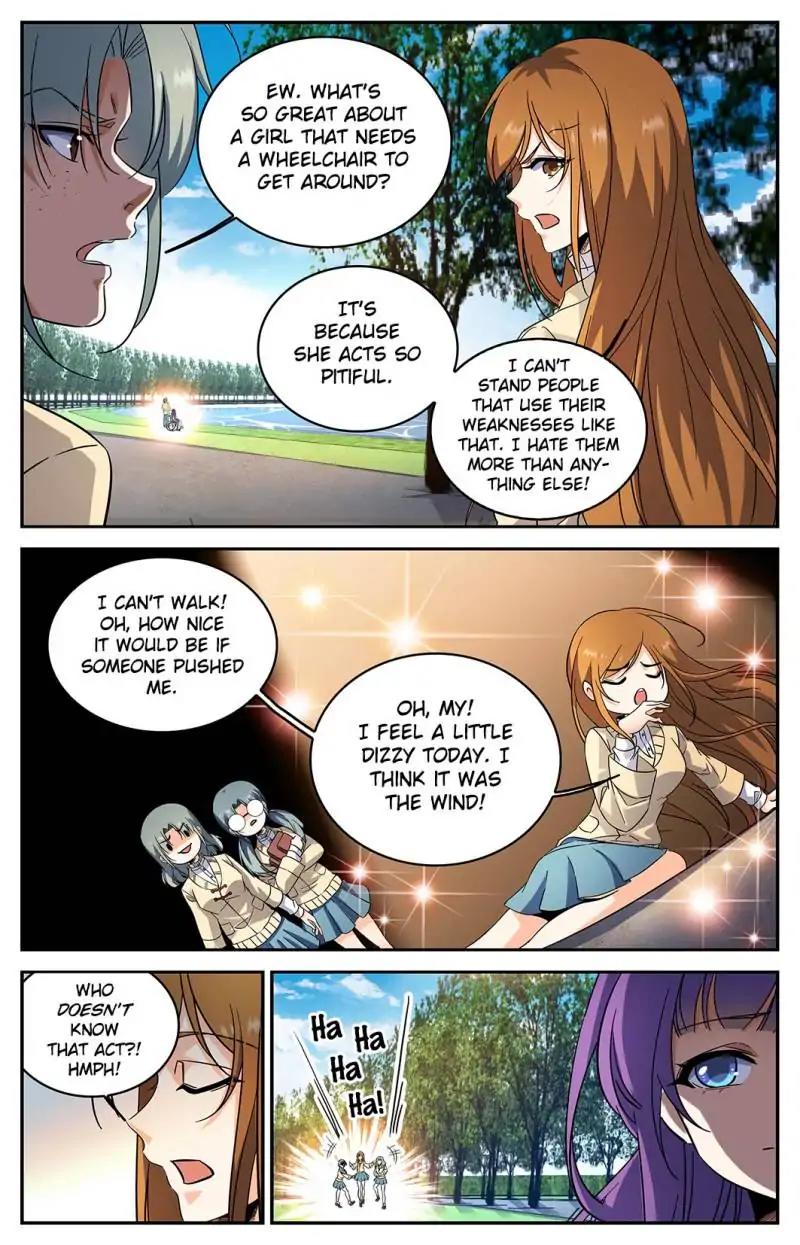 EW. WHAT'S
SO GREAT ABOUT
A GIRL THAT NEEDS
A WHEELCHAIR TO
GET AROUND?
IT'S
BECAUSE
SHE ACTS SO
PITIFUL.
I CAN'T
STAND PEOPLE
THAT USE THEIR
WEAKNESSES LIKE
THAT. I HATE THEM
MORE THAN ANY-
THING ELSE!
I CAN'T WALK!
OH, HOW NICE
IT WOULD BE IF
SOMEONE PUSHED
ME.
OH, MY!
I FEEL A LITTLE
DIZZY TODAY. I
THINK IT WAS
THE WIND!
WHO
DOESN'T
KNOW
THAT ACT?!
HMPH!
Ha
Ha
Ha
Ha!